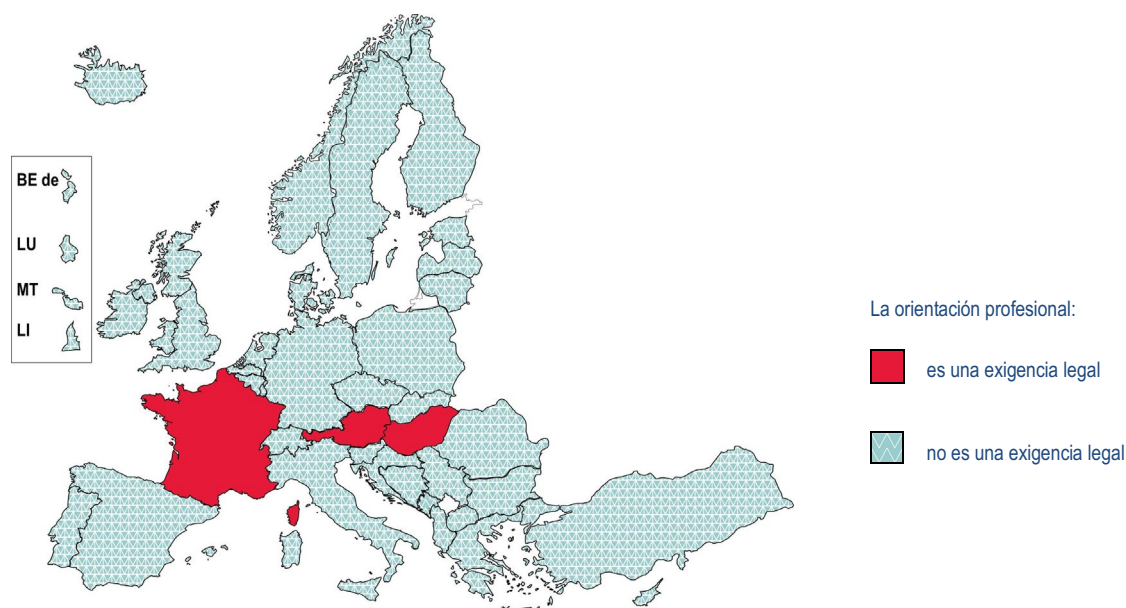 BE de
LU
MT
LI
La orientación profesional:
es una exigencia legal
no es una exigencia legal